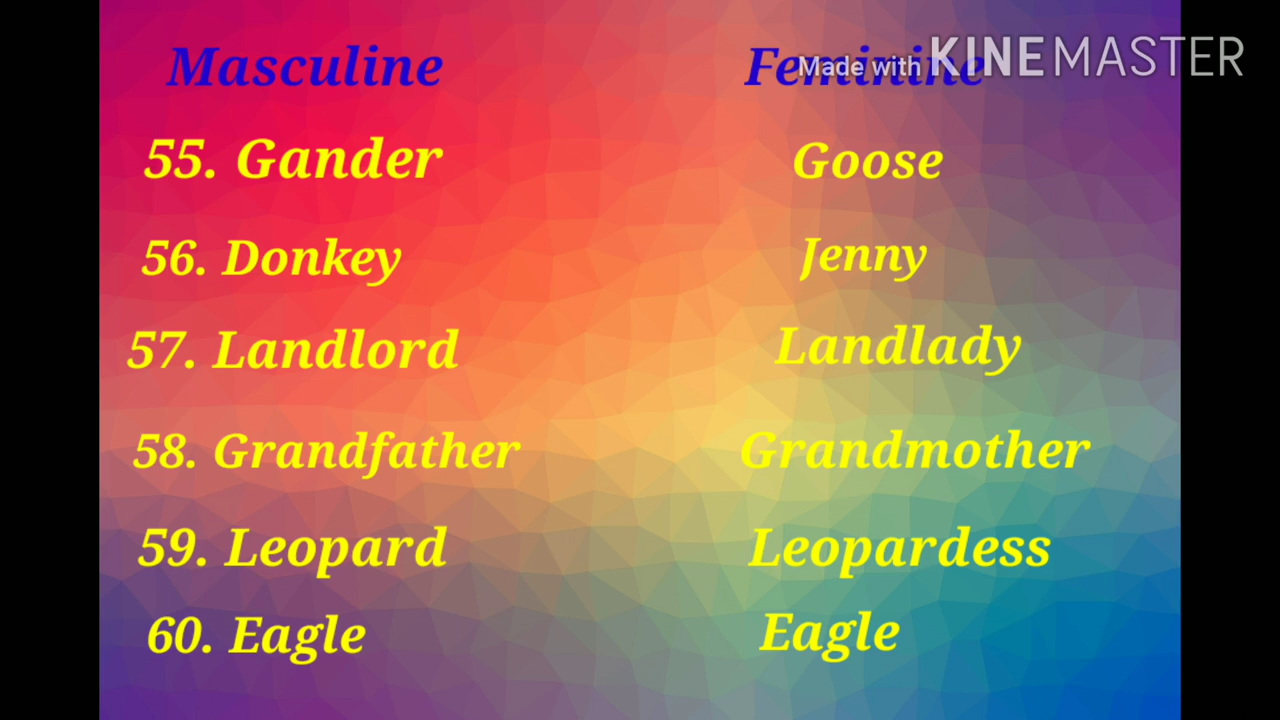 Masculine Feminine
Made with KINEMASTER
55. Gander Goose
56. Donkey Jenny
57. Landlord Landlady
58. Grandfather Grandmother
59. Leopard Leopardess
60. Eagle Eagle